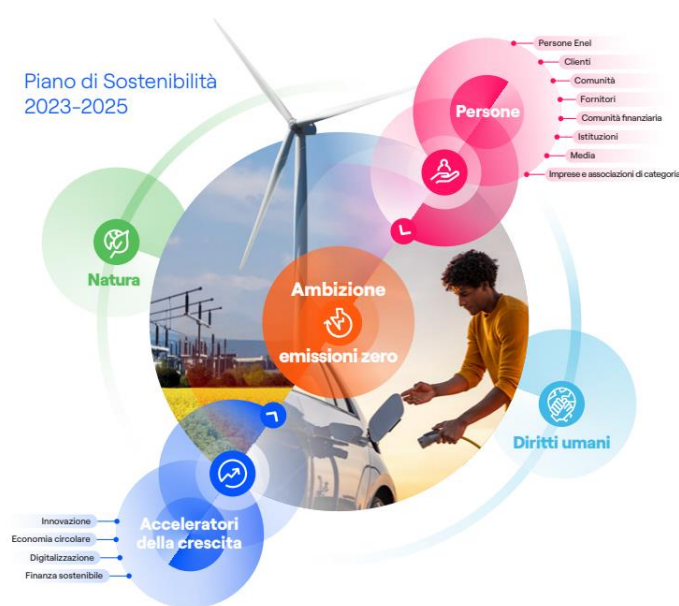 Piano di Sostenibilità
2023-2025
Persone
Persone Enel
Clienti
Comunità
Fornitori
Comunità finanziaria
Istituzioni
Media
Imprese e associazioni di categoria
Natura
Ambizione
emissioni zero
Diritti umani
Acceleratori
della crescita
Innovazione
Economia circolare
Digitalizzazione
Finanza sostenibile